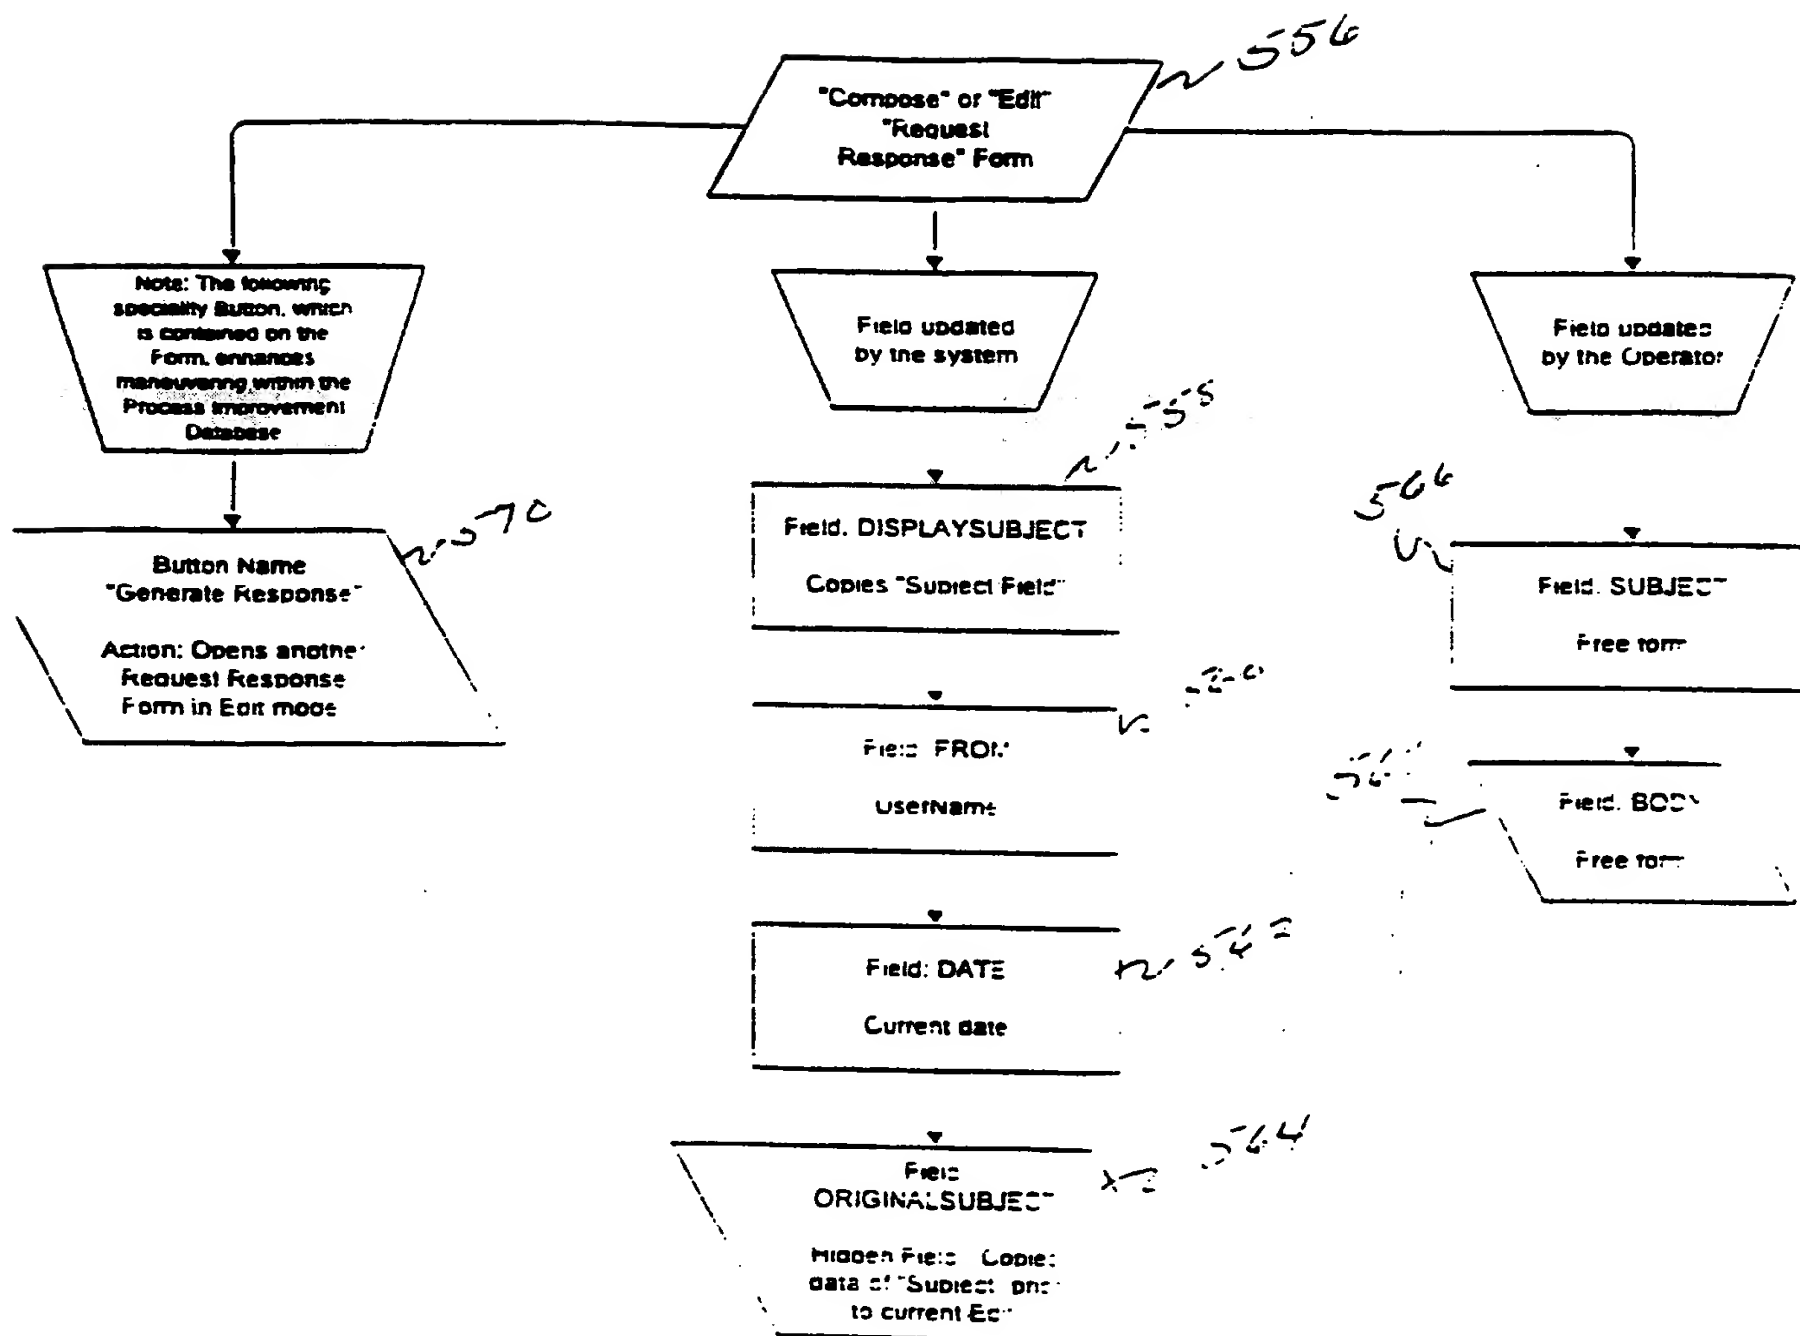 556
"Compose" or "Edit"
"Request
Response" Form
Note: The following
speciality Button, which
is contained on the
Form, enhances
maneuvering within the
Process Improvement
Database
Field updated
by the system
Field updated
by the Operator
570
Button Name
"Generate Response"
Action: Opens another
Request Response
Form in Edit mode
Field. DISPLAYSUBJECT
Copies "Subject Field"
566
Field. SUBJECT
Free form
Field FROM
UserName
Field. BODY
Free form
Field: DATE
Current date
564
Field
ORIGINALSUBJECT
Hidden Field Copies
data of "Subject"
to current Edit